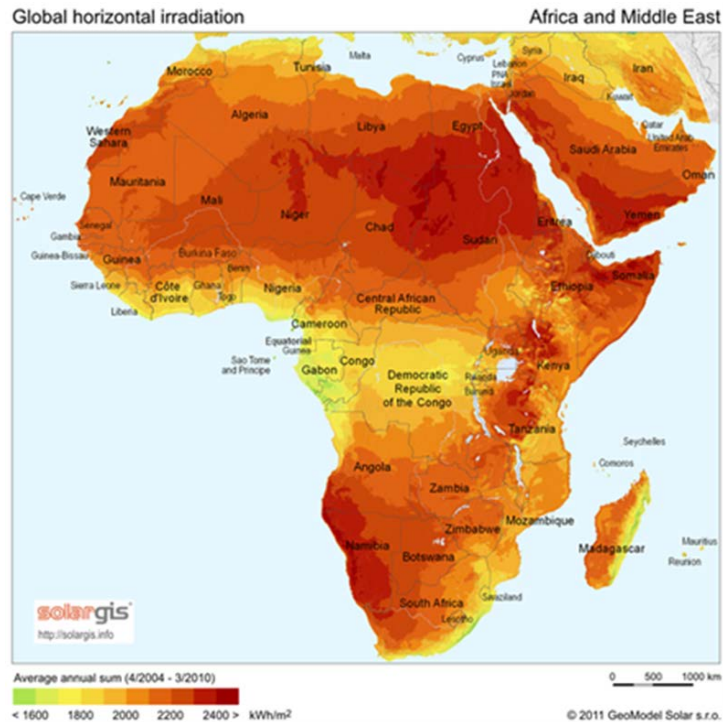 Global horizontal irradiation
Africa and Middle East
Malta
Cyprus
Syria
Lebanon
PNA
Israel
Jordan
Iraq
Iran
Kuwait
Morocco
Tunisia
Algeria
Libya
Egypt
Qatar
United Arab
Emirates
Western
Sahara
Saudi Arabia
Oman
Mauritania
Mali
Cape Verde
Niger
Chad
Sudan
Eritrea
Yemen
Senegal
Gambia
Guinea-Bissau
Guinea
Burkina Faso
Djibouti
Benin
Somalia
Sierra Leone
Côte
d'Ivoire
Ghana
Togo
Nigeria
Ethiopia
Liberia
Central African
Republic
Cameroon
Equatorial
Guinea
Sao Tome
and Principe
Gabon
Congo
Uganda
Kenya
Democratic
Republic
of the Congo
Rwanda
Burundi
Tanzania
Seychelles
Comoros
Angola
Zambia
Mozambique
Zimbabwe
Namibia
Botswana
Madagascar
Mauritius
Reunion
Swaziland
South Africa
Lesotho
solargis
http://solargis.info
Average annual sum (4/2004 - 3/2010)
0 500 1000 km
< 1600 1800 2000 2200 2400 > kWh/m²
© 2011 GeoModel Solar s.r.o.